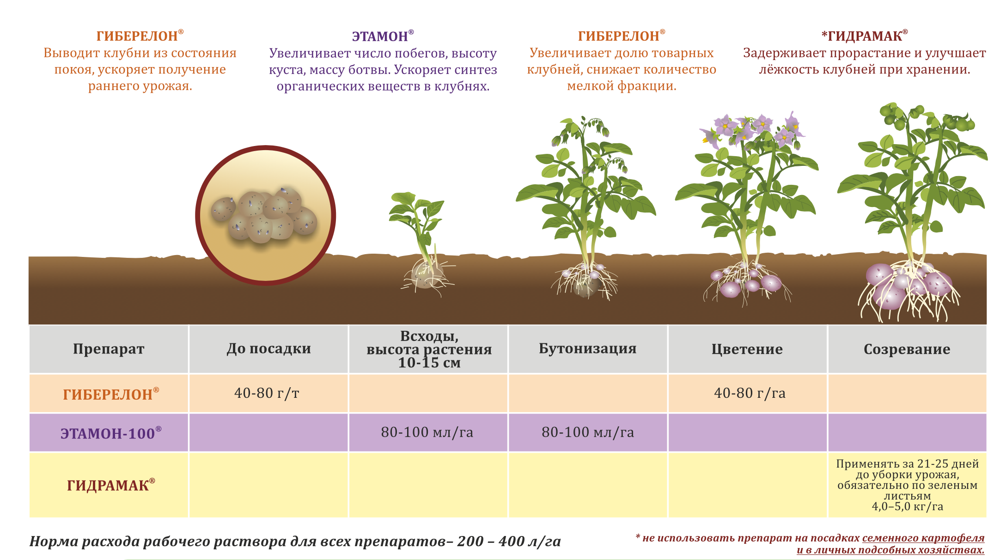 ГИБЕРЕЛОН®
Выводит клубни из состояния
покоя, ускоряет получение
раннего урожая.
ЭТАМОН®
Увеличивает число побегов, высоту
куста, массу ботвы. Ускоряет синтез
органических веществ в клубнях.
ГИБЕРЕЛОН®
Увеличивает долю товарных
клубней, снижает количество
мелкой фракции.
*ГИДРАМАК®
Задерживает прорастание и улучшает
лёжкость клубней при хранении.
Препарат
До посадки
Всходы,
высота растения
10-15 см
Бутонизация
Цветение
Созревание
ГИБЕРЕЛОН®
40-80 г/т
40-80 г/га
ЭТАМОН-100®
80-100 мл/га
80-100 мл/га
ГИДРАМАК®
Применять за 21-25 дней
до уборки урожая,
обязательно по зеленым
листьям
4,0–5,0 кг/га
Норма расхода рабочего раствора для всех препаратов– 200 – 400 л/га
* не использовать препарат на посадках семенного картофеля
и в личных подсобных хозяйствах.